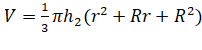 V = 1/3 πh₂(r² + Rr + R²)